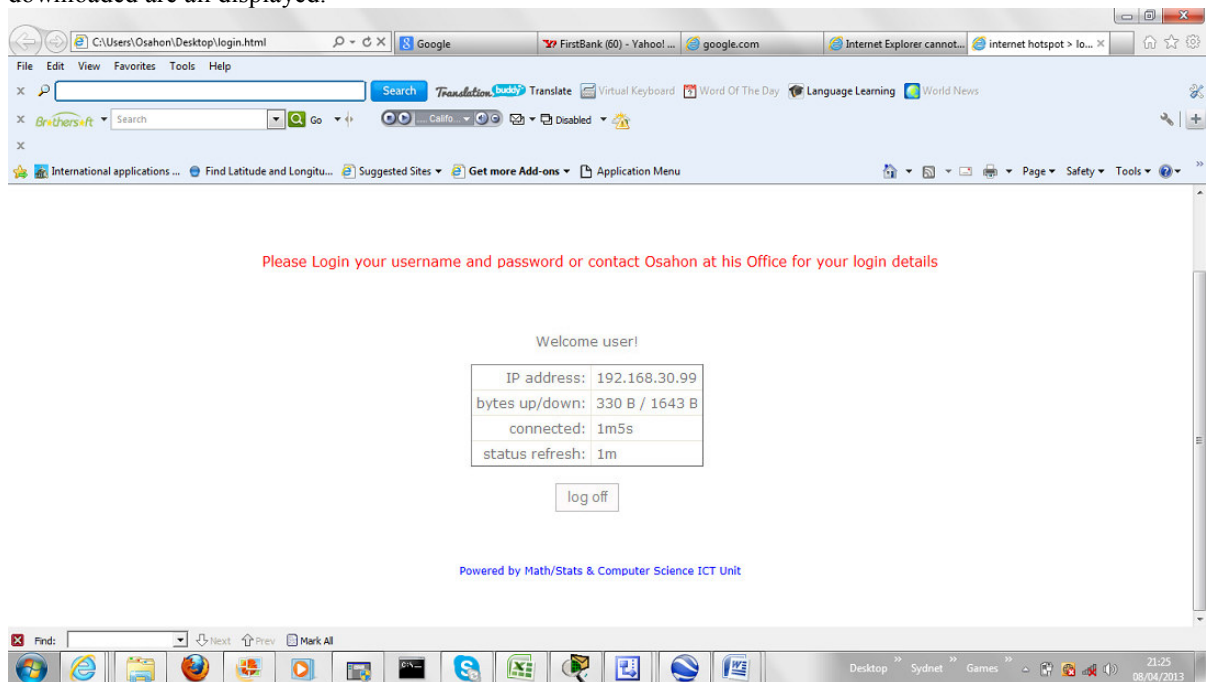 downloaded are all displayed.
C:\Users\Osahon\Desktop\login.html Google FirstBank (60) - Yahoo! ... google.com Internet Explorer cannot... internet hotspot > lo...
File Edit View Favorites Tools Help
Search Translation buddy Translate Virtual Keyboard Word Of The Day Language Learning World News
Brothersoft Search Go Califo... Disabled
International applications ... Find Latitude and Longitu... Suggested Sites Get more Add-ons Application Menu Page Safety Tools
Please Login your username and password or contact Osahon at his Office for your login details
Welcome user!
IP address: 192.168.30.99
bytes up/down: 330 B / 1643 B
connected: 1m5s
status refresh: 1m
log off
Powered by Math/Stats & Computer Science ICT Unit
Find: Next Prev Mark All
Desktop Sydnet Games 21:25
08/04/2013